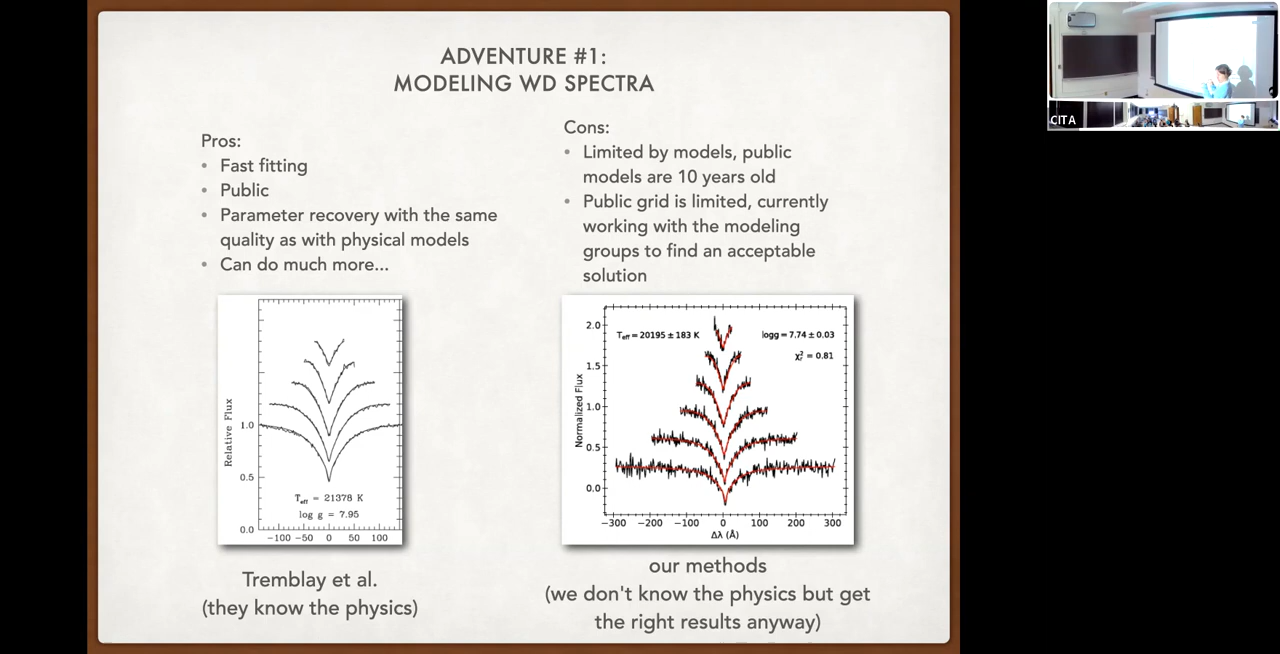 ADVENTURE #1:
MODELING WD SPECTRA
Pros:
• Fast fitting
• Public
• Parameter recovery with the same
quality as with physical models
• Can do much more...
Cons:
• Limited by models, public
models are 10 years old
• Public grid is limited, currently
working with the modeling
groups to find an acceptable
solution
Relative Flux
1.0
0.5
0.0
T_eff = 21378 K
log g = 7.95
−100 −50 0 50 100
Tremblay et al.
(they know the physics)
T_eff = 20195 ± 183 K
logg = 7.74 ± 0.03
χ²_r = 0.81
Normalized Flux
2.0
1.5
1.0
0.5
0.0
−300 −200 −100 0 100 200 300
Δλ (Å)
our methods
(we don't know the physics but get
the right results anyway)
CITA